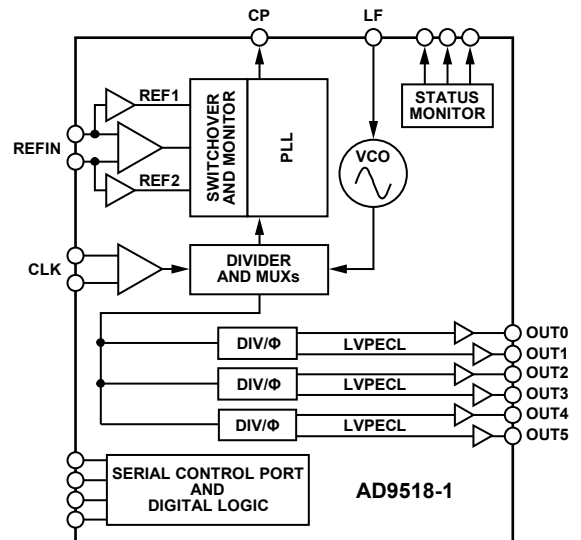 CP
LF
REF1
REFIN
REF2
SWITCHOVER
AND MONITOR
PLL
STATUS
MONITOR
VCO
CLK
DIVIDER
AND MUXs
DIV/Φ
LVPECL
OUT0
OUT1
DIV/Φ
LVPECL
OUT2
OUT3
DIV/Φ
LVPECL
OUT4
OUT5
SERIAL CONTROL PORT
AND
DIGITAL LOGIC
AD9518-1